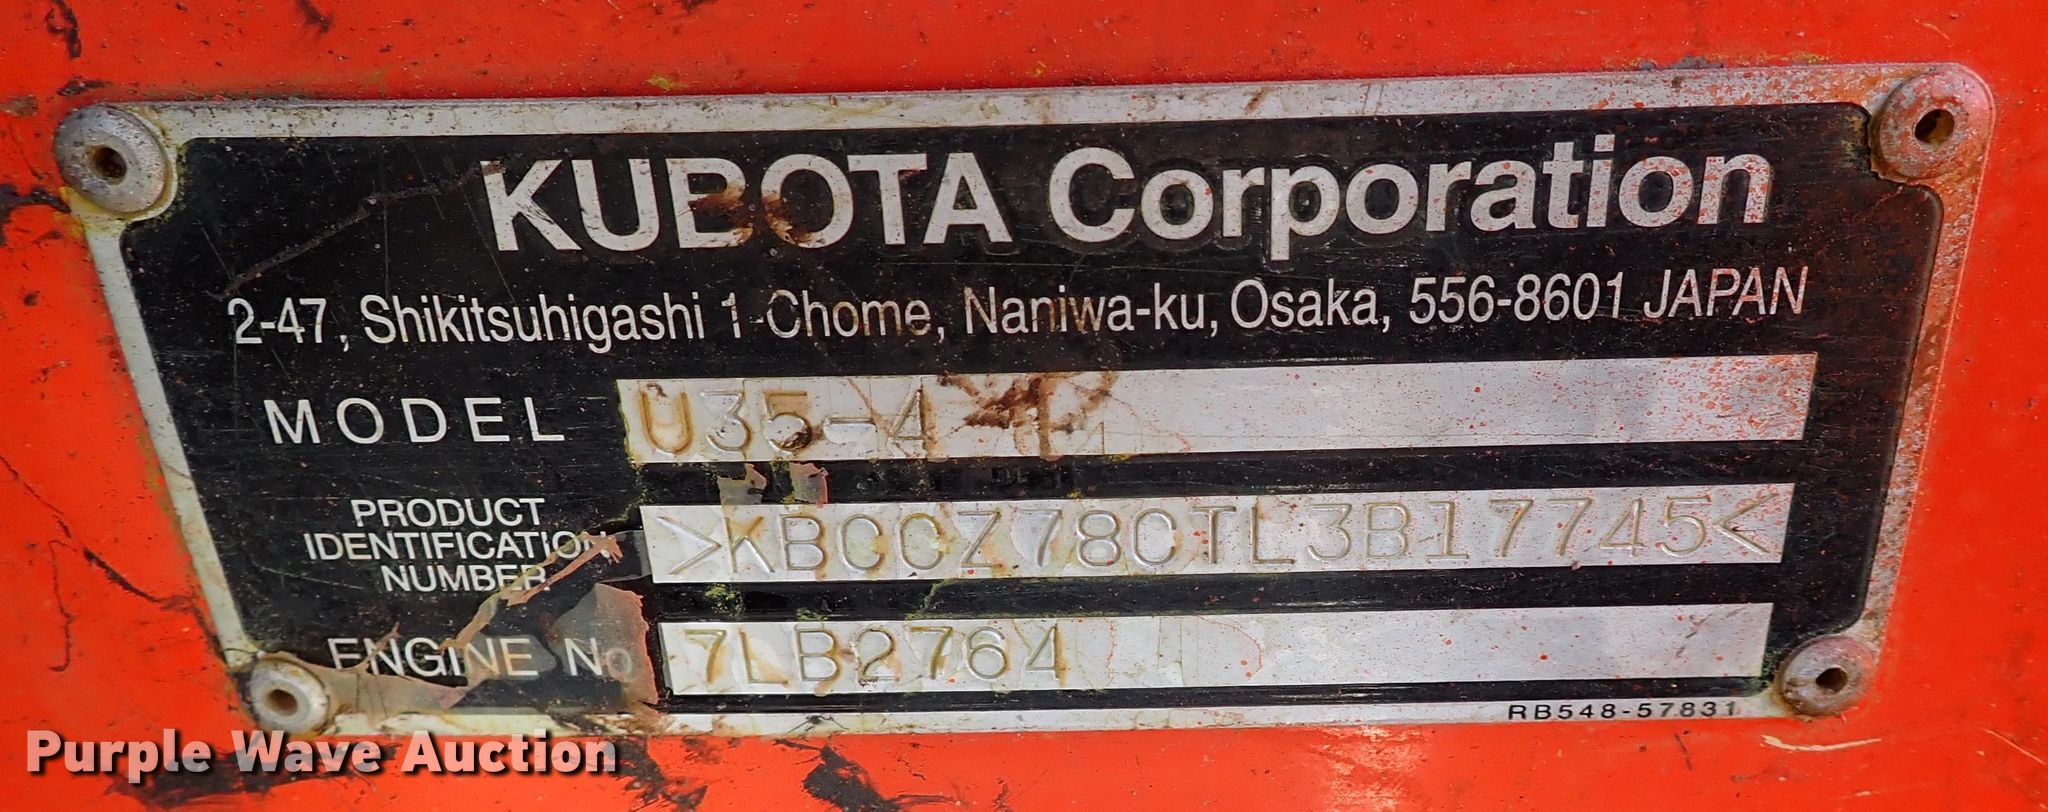 KUBOTA Corporation
2-47, Shikitsuhigashi 1-Chome, Naniwa-ku, Osaka, 556-8601 JAPAN
MODEL U35-4
PRODUCT
IDENTIFICATION
NUMBER
>KBCCZ78CTL3B17745<
ENGINE No 7LB2764
RB548-57831
Purple Wave Auction